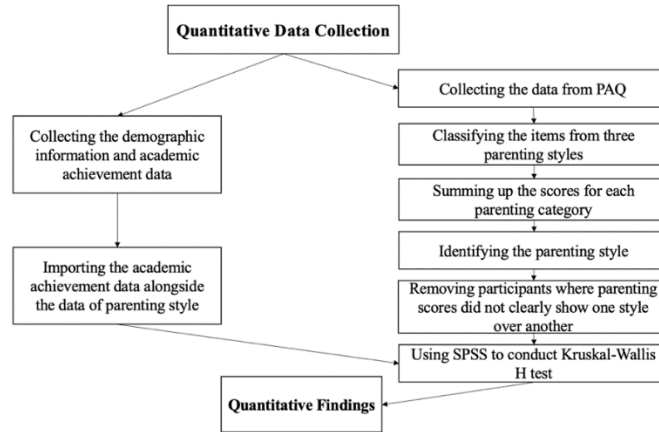 Quantitative Data Collection
Collecting the data from PAQ
Collecting the demographic
information and academic
achievement data
Classifying the items from three
parenting styles
Summing up the scores for each
parenting category
Identifying the parenting style
Importing the academic
achievement data alongside
the data of parenting style
Removing participants where parenting
scores did not clearly show one style
over another
Using SPSS to conduct Kruskal-Wallis
H test
Quantitative Findings